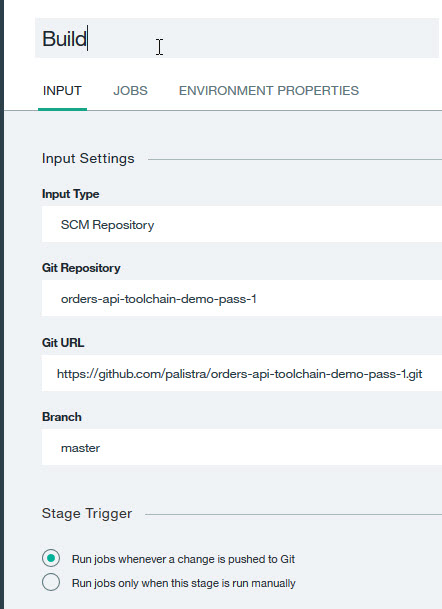 Build
INPUT JOBS ENVIRONMENT PROPERTIES
Input Settings
Input Type
SCM Repository
Git Repository
orders-api-toolchain-demo-pass-1
Git URL
https://github.com/palistra/orders-api-toolchain-demo-pass-1.git
Branch
master
Stage Trigger
Run jobs whenever a change is pushed to Git
Run jobs only when this stage is run manually